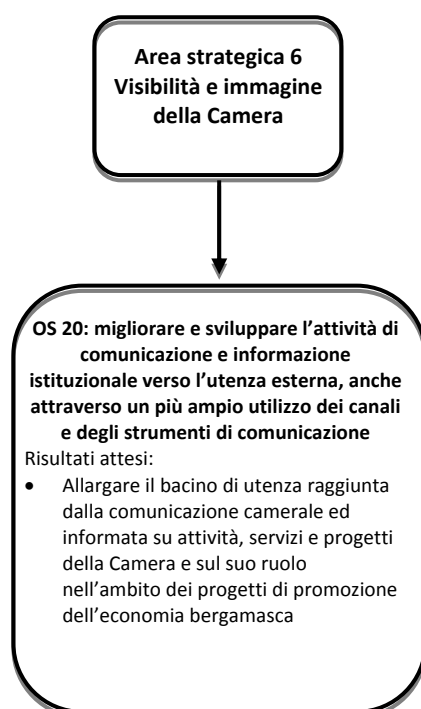 Area strategica 6
Visibilità e immagine
della Camera
OS 20: migliorare e sviluppare l’attività di
comunicazione e informazione
istituzionale verso l’utenza esterna, anche
attraverso un più ampio utilizzo dei canali
e degli strumenti di comunicazione
Risultati attesi:
• Allargare il bacino di utenza raggiunta
dalla comunicazione camerale ed
informata su attività, servizi e progetti
della Camera e sul suo ruolo
nell’ambito dei progetti di promozione
dell’economia bergamasca